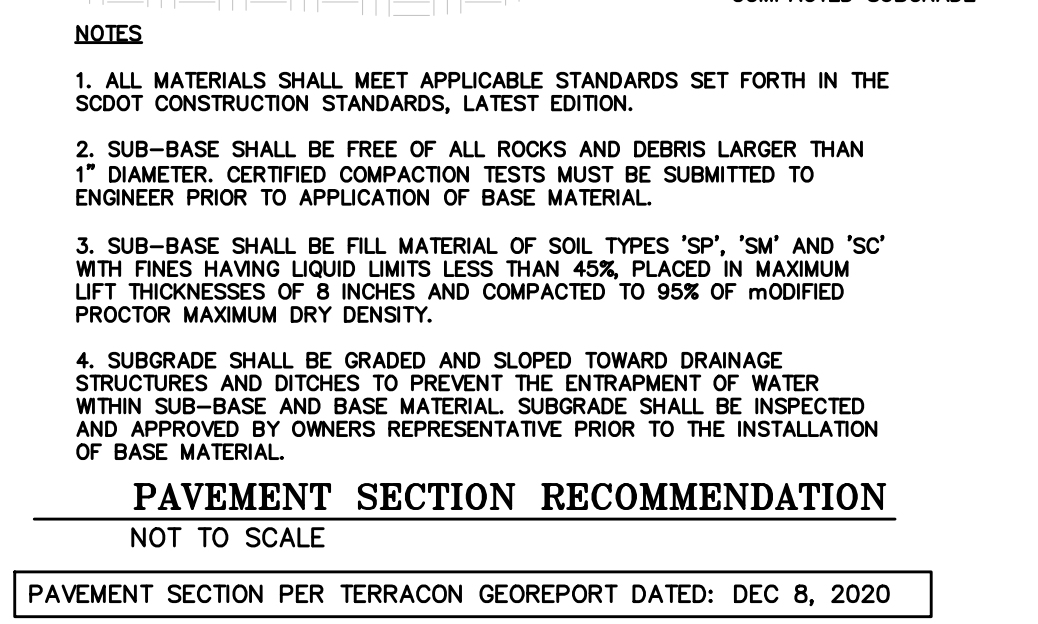 COMPACTED SUBGRADE
NOTES
1. ALL MATERIALS SHALL MEET APPLICABLE STANDARDS SET FORTH IN THE
SCDOT CONSTRUCTION STANDARDS, LATEST EDITION.
2. SUB-BASE SHALL BE FREE OF ALL ROCKS AND DEBRIS LARGER THAN
1" DIAMETER. CERTIFIED COMPACTION TESTS MUST BE SUBMITTED TO
ENGINEER PRIOR TO APPLICATION OF BASE MATERIAL.
3. SUB-BASE SHALL BE FILL MATERIAL OF SOIL TYPES 'SP', 'SM' AND 'SC'
WITH FINES HAVING LIQUID LIMITS LESS THAN 45%, PLACED IN MAXIMUM
LIFT THICKNESSES OF 8 INCHES AND COMPACTED TO 95% OF mODIFIED
PROCTOR MAXIMUM DRY DENSITY.
4. SUBGRADE SHALL BE GRADED AND SLOPED TOWARD DRAINAGE
STRUCTURES AND DITCHES TO PREVENT THE ENTRAPMENT OF WATER
WITHIN SUB-BASE AND BASE MATERIAL. SUBGRADE SHALL BE INSPECTED
AND APPROVED BY OWNERS REPRESENTATIVE PRIOR TO THE INSTALLATION
OF BASE MATERIAL.
PAVEMENT SECTION RECOMMENDATION
NOT TO SCALE
PAVEMENT SECTION PER TERRACON GEOREPORT DATED: DEC 8, 2020